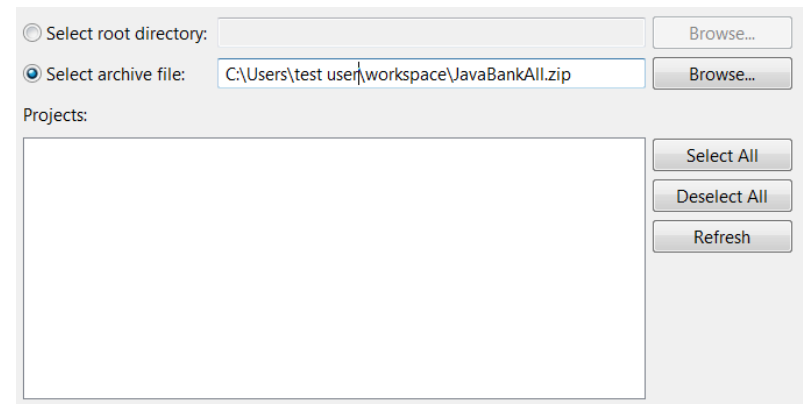 Select root directory: Browse...
Select archive file: C:\Users\test user\workspace\JavaBankAll.zip Browse...
Projects:
Select All
Deselect All
Refresh